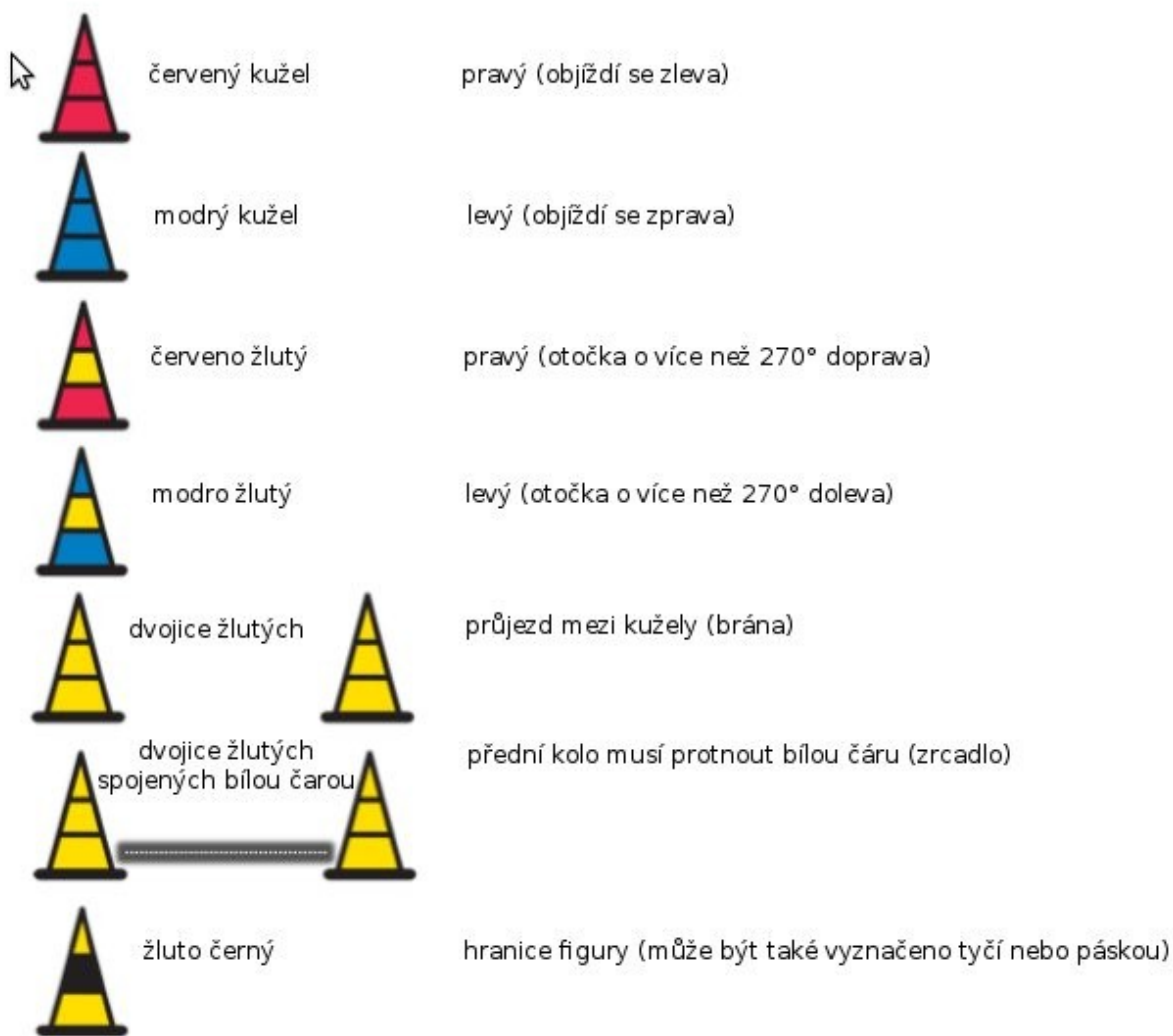 červený kužel pravý (objíždí se zleva)
modrý kužel levý (objíždí se zprava)
červeno žlutý pravý (otočka o více než 270° doprava)
modro žlutý levý (otočka o více než 270° doleva)
dvojice žlutých průjezd mezi kužely (brána)
dvojice žlutých
spojených bílou čarou
přední kolo musí protnout bílou čáru (zrcadlo)
žluto černý hranice figury (může být také vyznačeno tyčí nebo páskou)